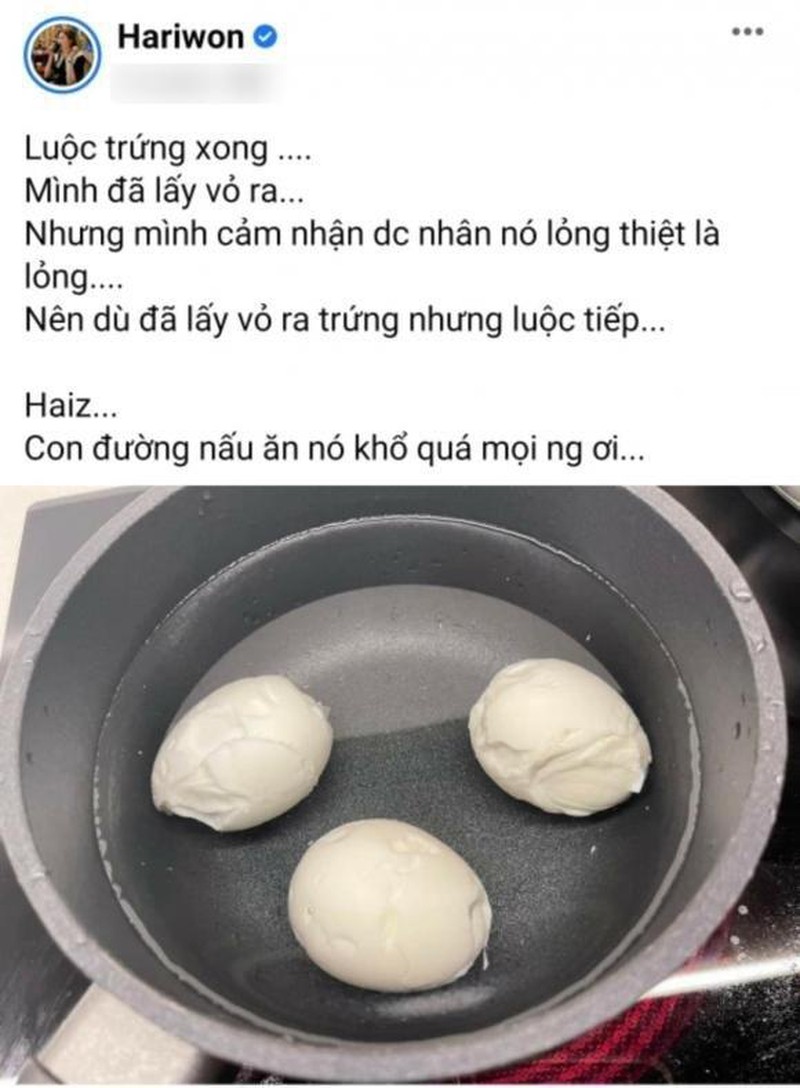 Hariwon
Luộc trứng xong ....
Mình đã lấy vỏ ra...
Nhưng mình cảm nhận dc nhân nó lỏng thiệt là
lỏng....
Nên dù đã lấy vỏ ra trứng nhưng luộc tiếp...
Haiz...
Con đường nấu ăn nó khổ quá mọi ng ơi...